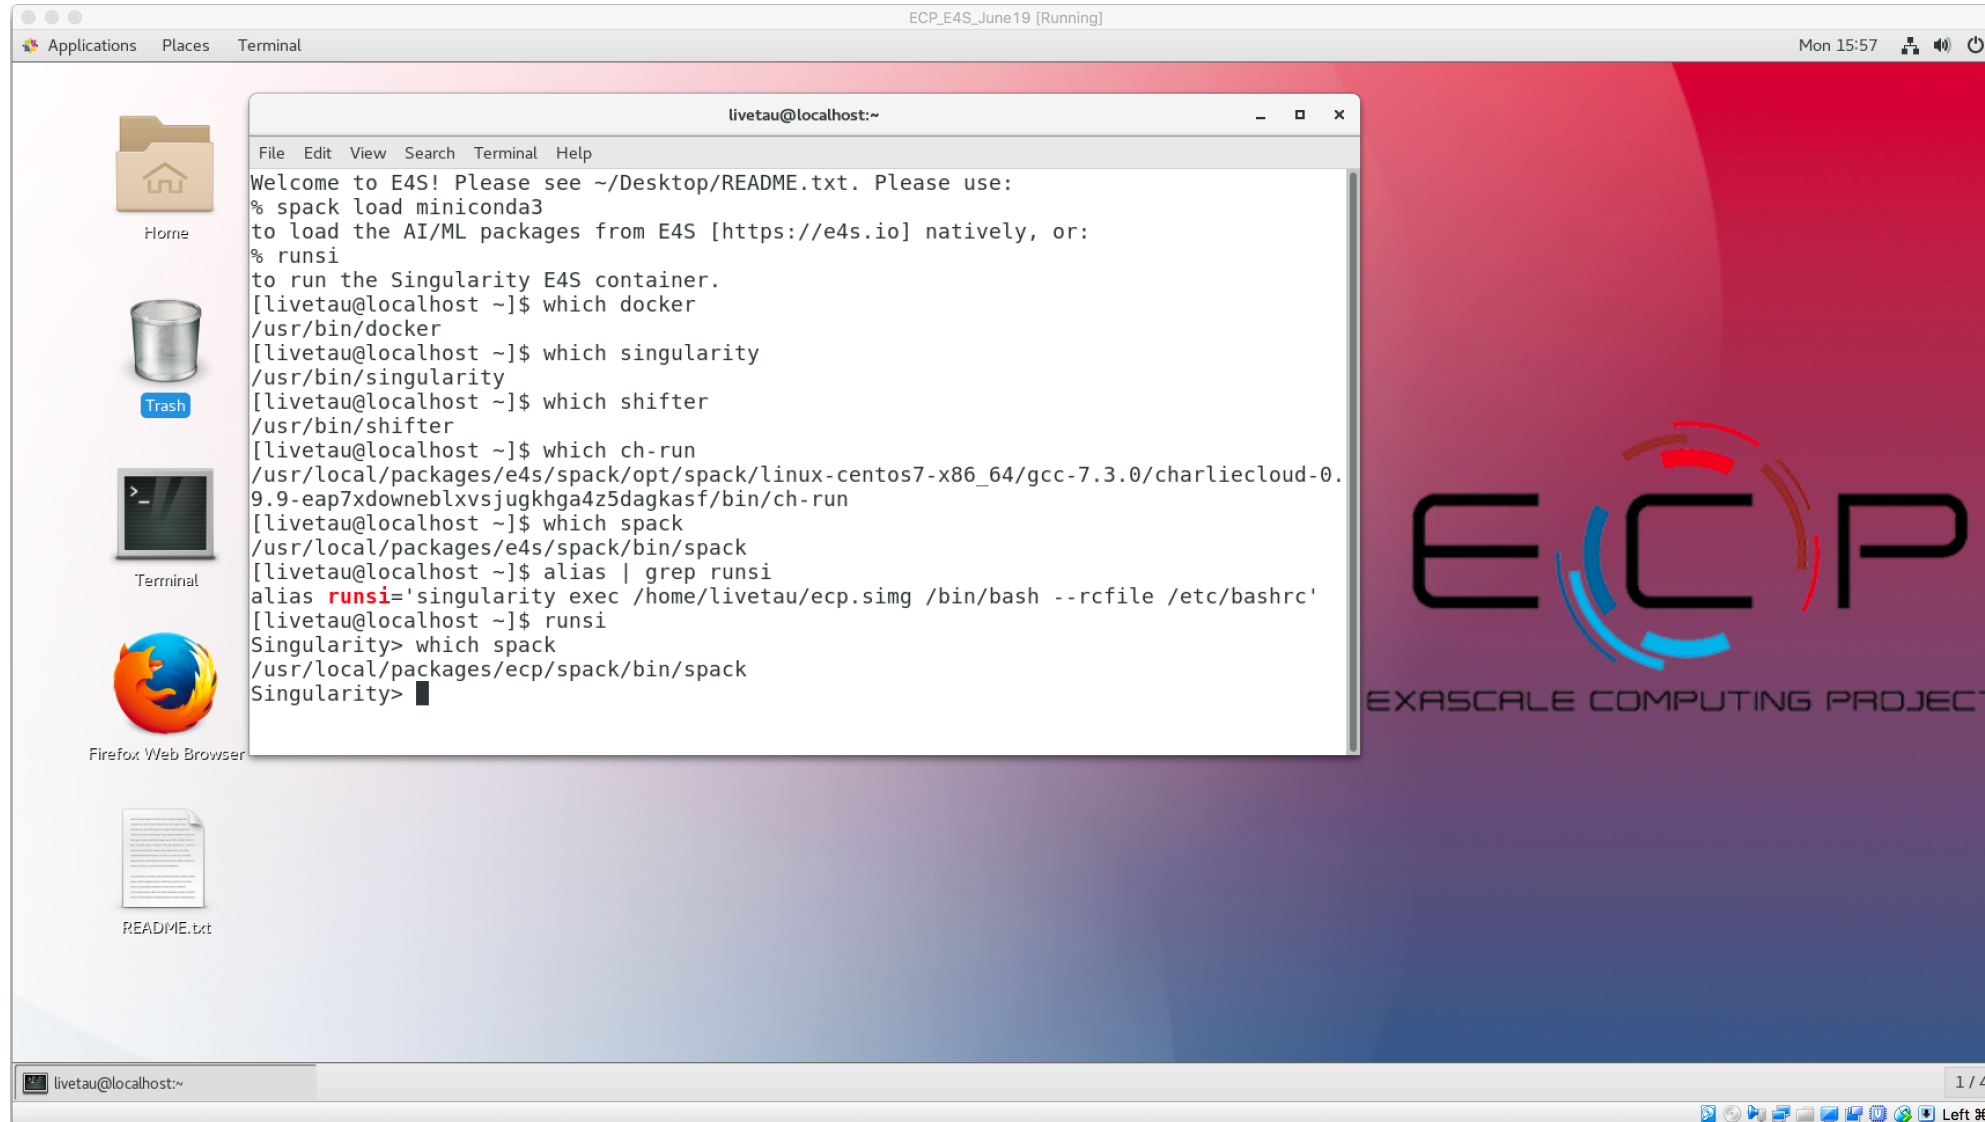 ECP_E4S_June19 [Running]
Applications Places Terminal
Mon 15:57
Home
Trash
Terminal
Firefox Web Browser
README.txt
livetau@localhost:~
File Edit View Search Terminal Help
Welcome to E4S! Please see ~/Desktop/README.txt. Please use:
% spack load miniconda3
to load the AI/ML packages from E4S [https://e4s.io] natively, or:
% runsi
to run the Singularity E4S container.
[livetau@localhost ~]$ which docker
/usr/bin/docker
[livetau@localhost ~]$ which singularity
/usr/bin/singularity
[livetau@localhost ~]$ which shifter
/usr/bin/shifter
[livetau@localhost ~]$ which ch-run
/usr/local/packages/e4s/spack/opt/spack/linux-centos7-x86_64/gcc-7.3.0/charliecloud-0.
9.9-eap7xdowneblxvsjugkhga4z5dagkasf/bin/ch-run
[livetau@localhost ~]$ which spack
/usr/local/packages/e4s/spack/bin/spack
[livetau@localhost ~]$ alias | grep runsi
alias runsi='singularity exec /home/livetau/ecp.simg /bin/bash --rcfile /etc/bashrc'
[livetau@localhost ~]$ runsi
Singularity> which spack
/usr/local/packages/ecp/spack/bin/spack
Singularity>
ECP
EXASCALE COMPUTING PROJECT
livetau@localhost:~
1 / 4
Left ⌘